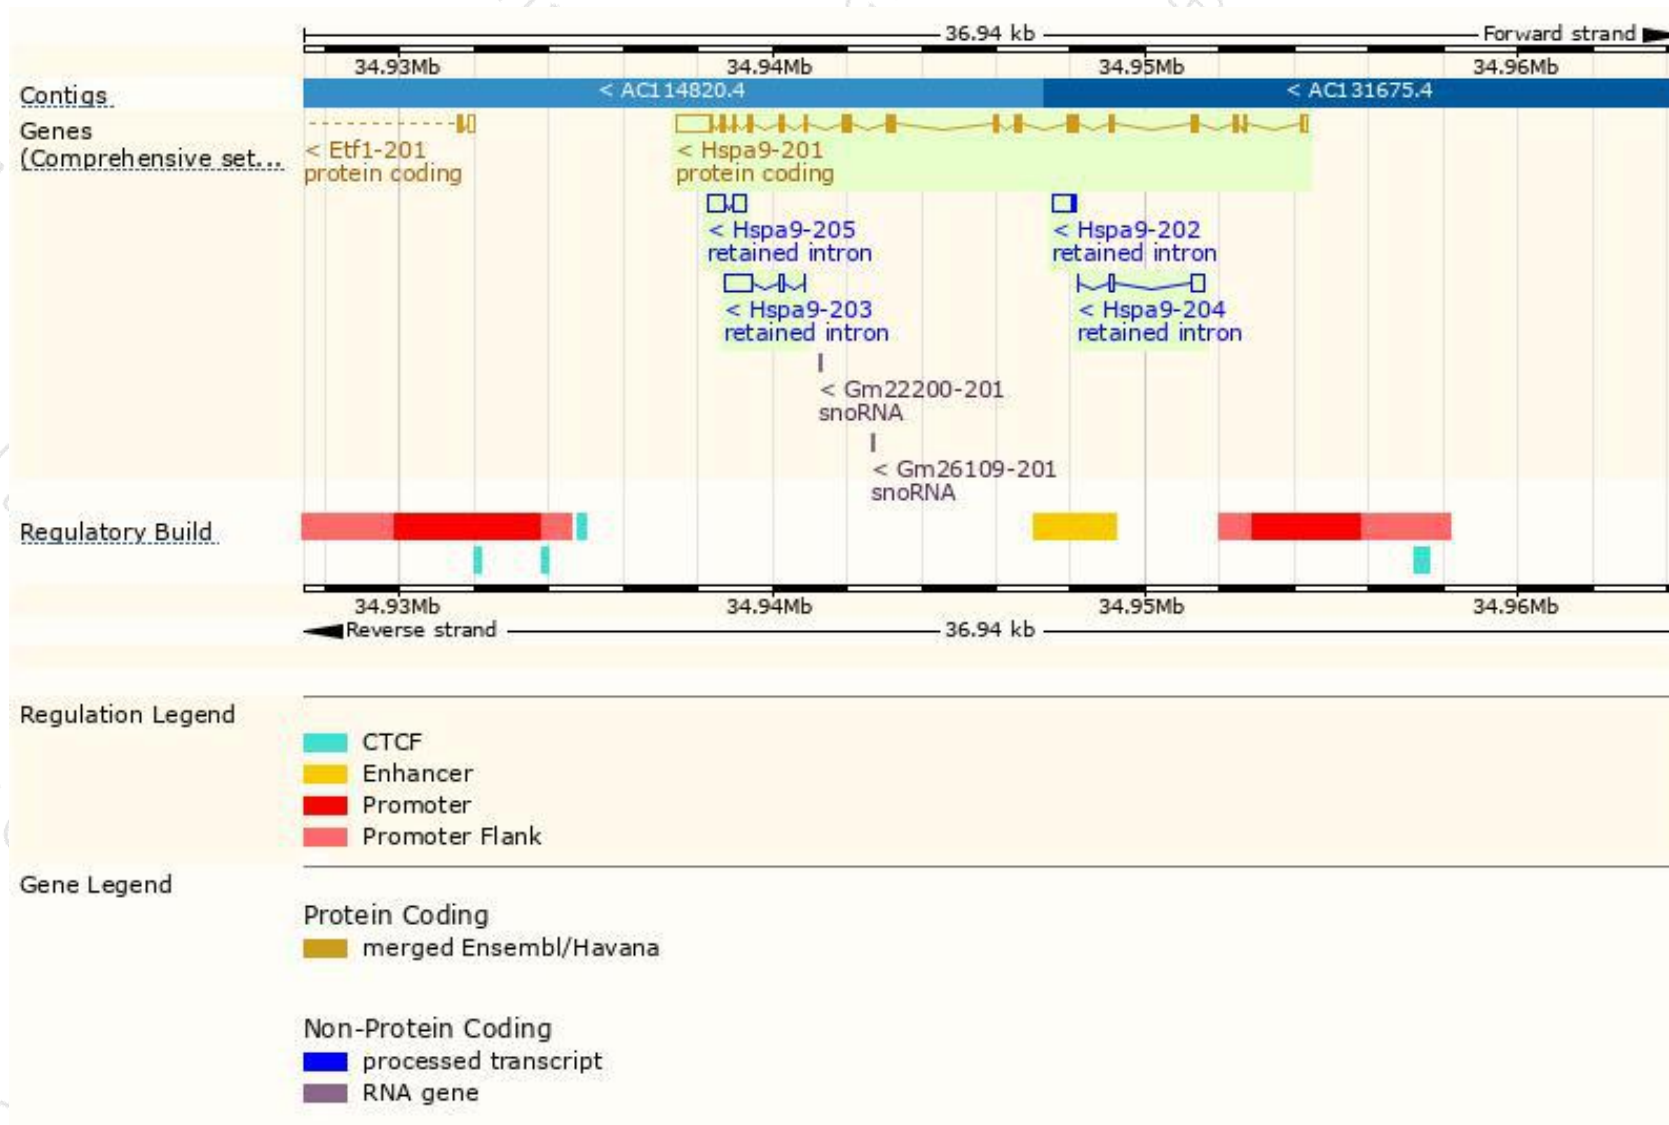 36.94 kb Forward strand
34.93Mb 34.94Mb 34.95Mb 34.96Mb
Contigs < AC114820.4 < AC131675.4
Genes
(Comprehensive set...
< Etf1-201 < Hspa9-201
protein coding protein coding
< Hspa9-205 < Hspa9-202
retained intron retained intron
< Hspa9-203 < Hspa9-204
retained intron retained intron
< Gm22200-201
snoRNA
< Gm26109-201
snoRNA
Regulatory Build
34.93Mb 34.94Mb 34.95Mb 34.96Mb
Reverse strand 36.94 kb
Regulation Legend
CTCF
Enhancer
Promoter
Promoter Flank
Gene Legend
Protein Coding
merged Ensembl/Havana
Non-Protein Coding
processed transcript
RNA gene